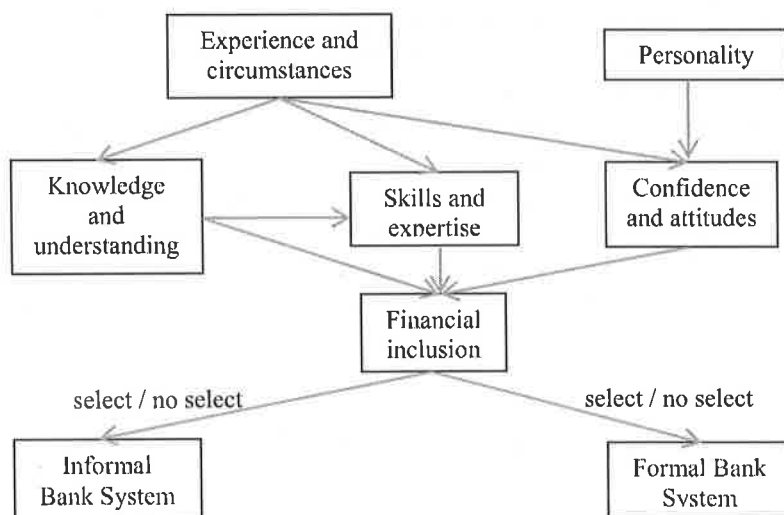 Experience and
circumstances
Personality
Knowledge
and
understanding
Skills and
expertise
Confidence
and attitudes
Financial
inclusion
select / no select
select / no select
Informal
Bank System
Formal Bank
System